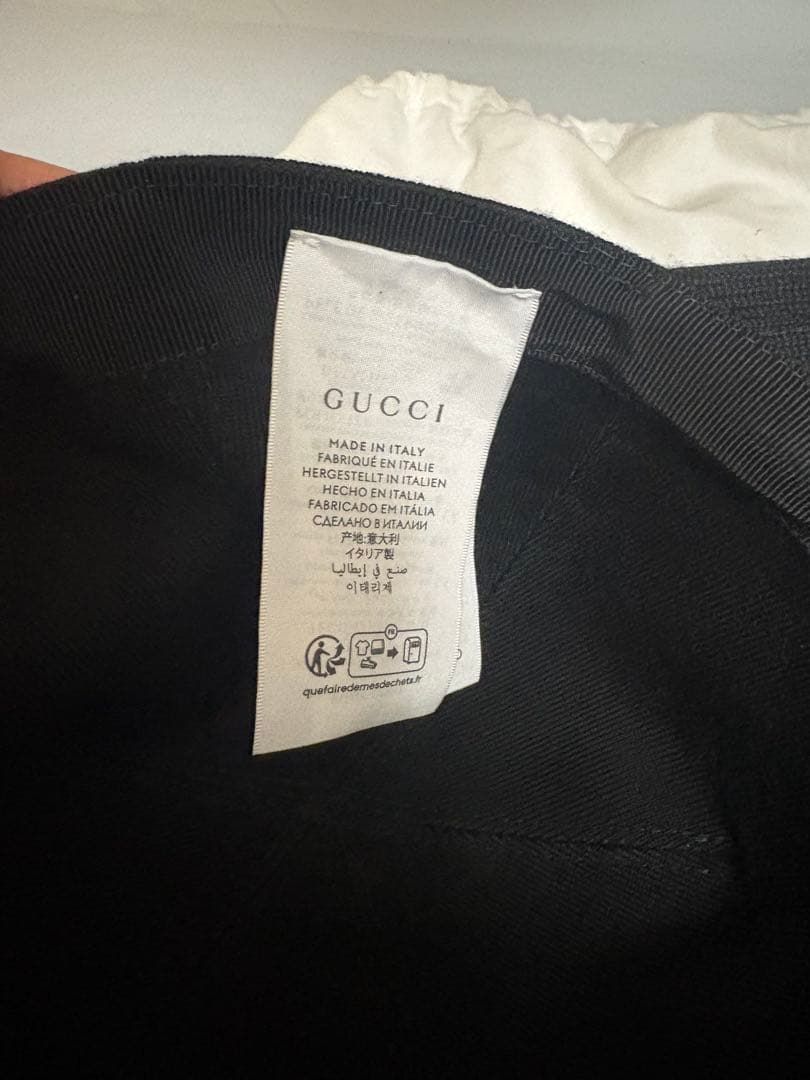 GUCCI
MADE IN ITALY
FABRIQUÉ EN ITALIE
HERGESTELLT IN ITALIEN
HECHO EN ITALIA
FABRICADO EM ITÁLIA
СДЕЛАНО В ИТАЛИИ
产地:意大利
イタリア製
صنع في إيطاليا
이태리제
FR
quefairedemesdechets.fr